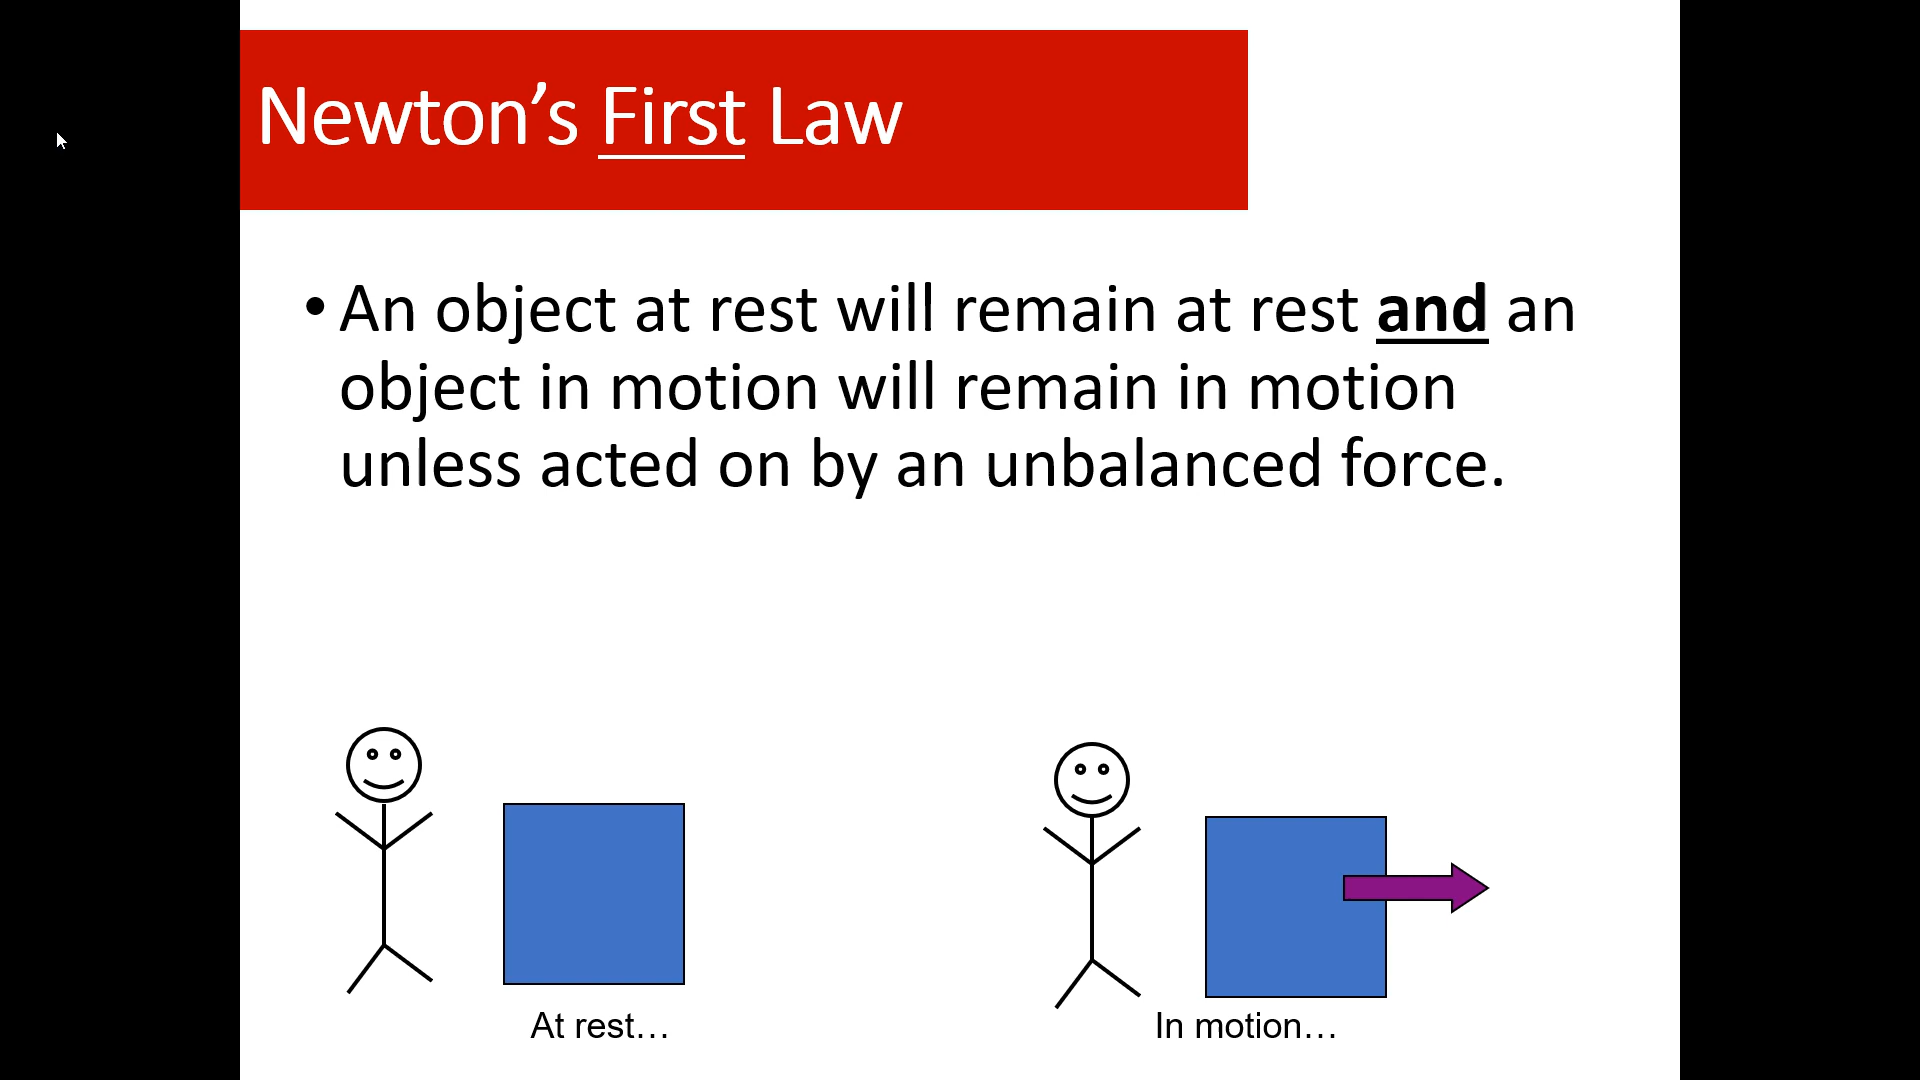 Newton’s First Law
• An object at rest will remain at rest and an
object in motion will remain in motion
unless acted on by an unbalanced force.
At rest…
In motion…